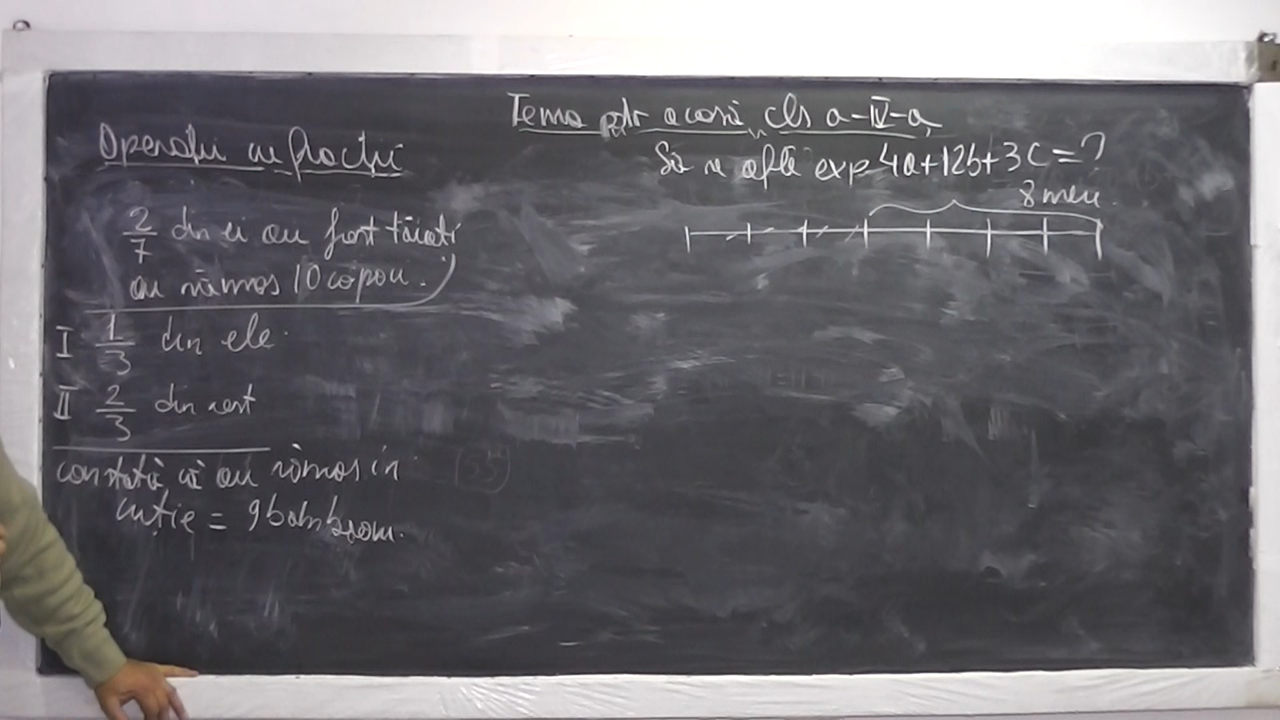 Tema ptr acasă cls a-IV-a
Operații cu fracții
Să se afle exp 4a+12b+3c=?
8 meri
2/7 din ei au fost tăiați
au rămas 10 copaci.
I 1/3 din ele.
II 2/3 din rest
constată că au rămas în
cutie = 9 bomboane.